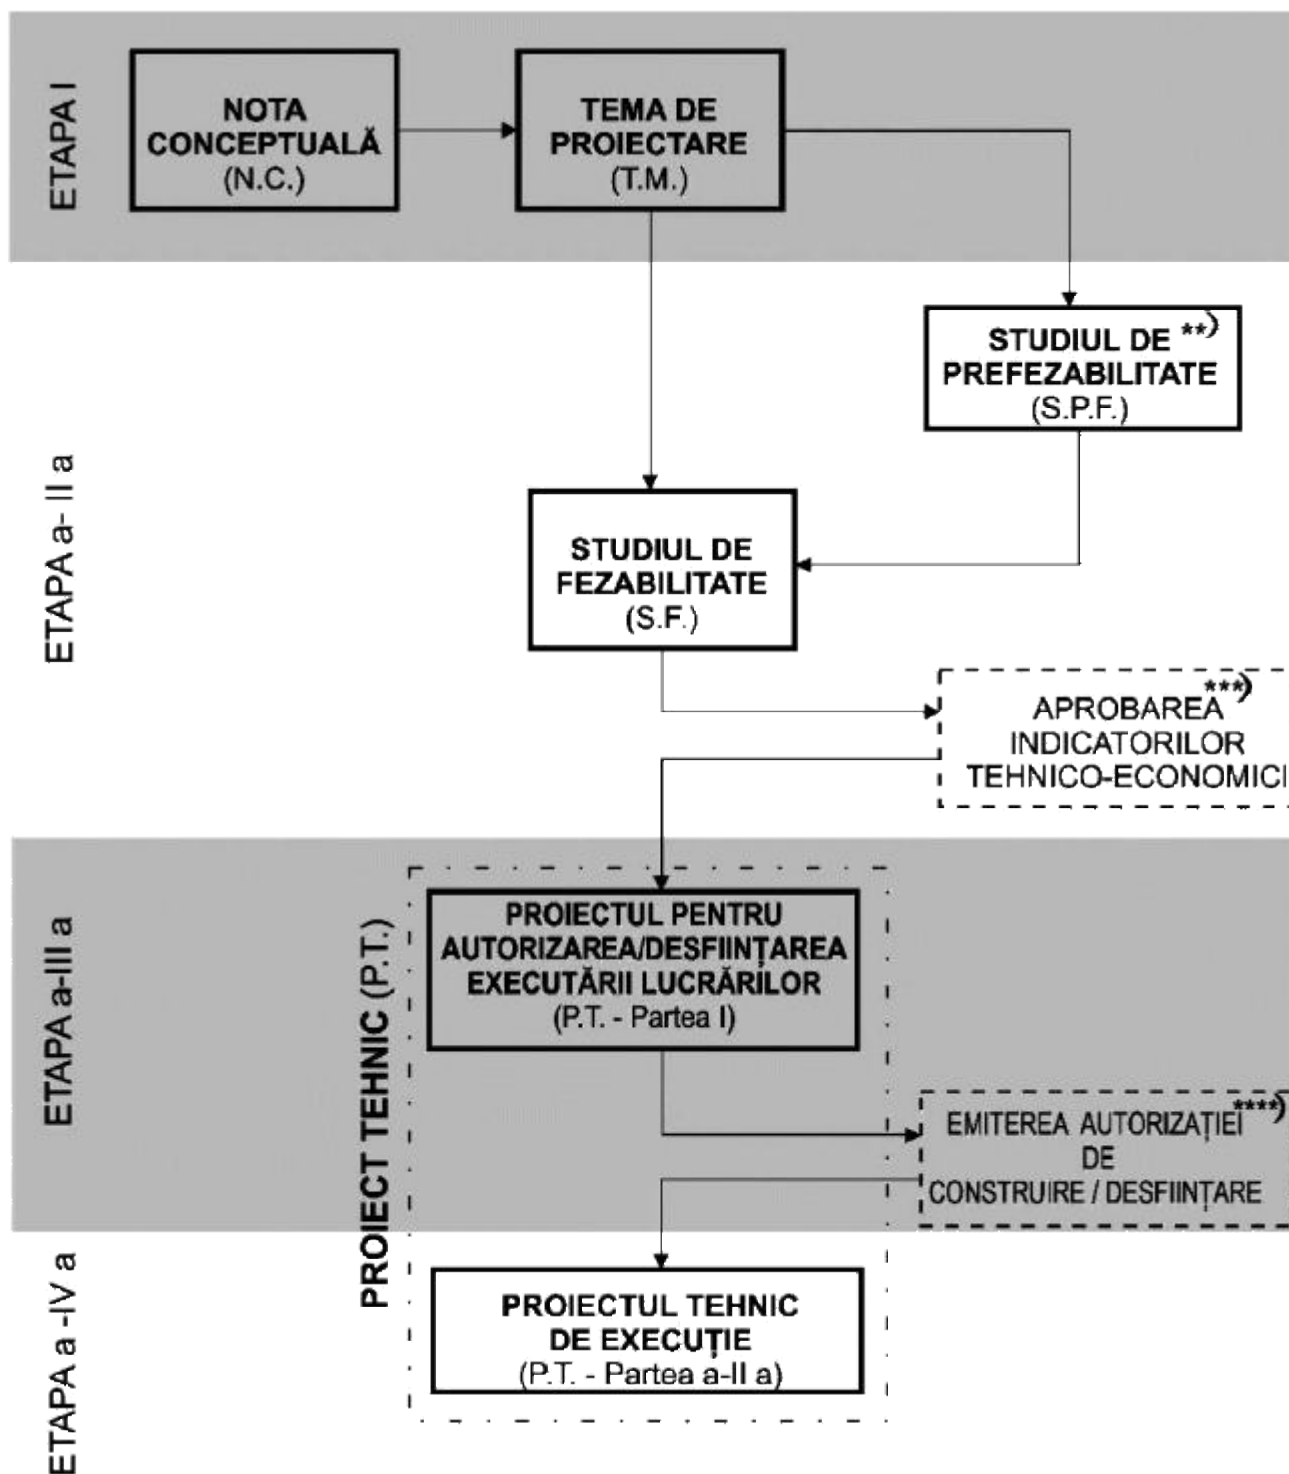 ETAPA I
NOTA
CONCEPTUALĂ
(N.C.)
TEMA DE
PROIECTARE
(T.M.)
ETAPA a- II a
STUDIUL DE **)
PREFEZABILITATE
(S.P.F.)
STUDIUL DE
FEZABILITATE
(S.F.)
APROBAREA ***)
INDICATORILOR
TEHNICO-ECONOMICI
ETAPA a-III a
PROIECT TEHNIC (P.T.)
PROIECTUL PENTRU
AUTORIZAREA/DESFIINȚAREA
EXECUTĂRII LUCRĂRILOR
(P.T. - Partea I)
EMITEREA AUTORIZAȚIEI ****)
DE
CONSTRUIRE / DESFIINȚARE
ETAPA a -IV a
PROIECTUL TEHNIC
DE EXECUȚIE
(P.T. - Partea a-II a)